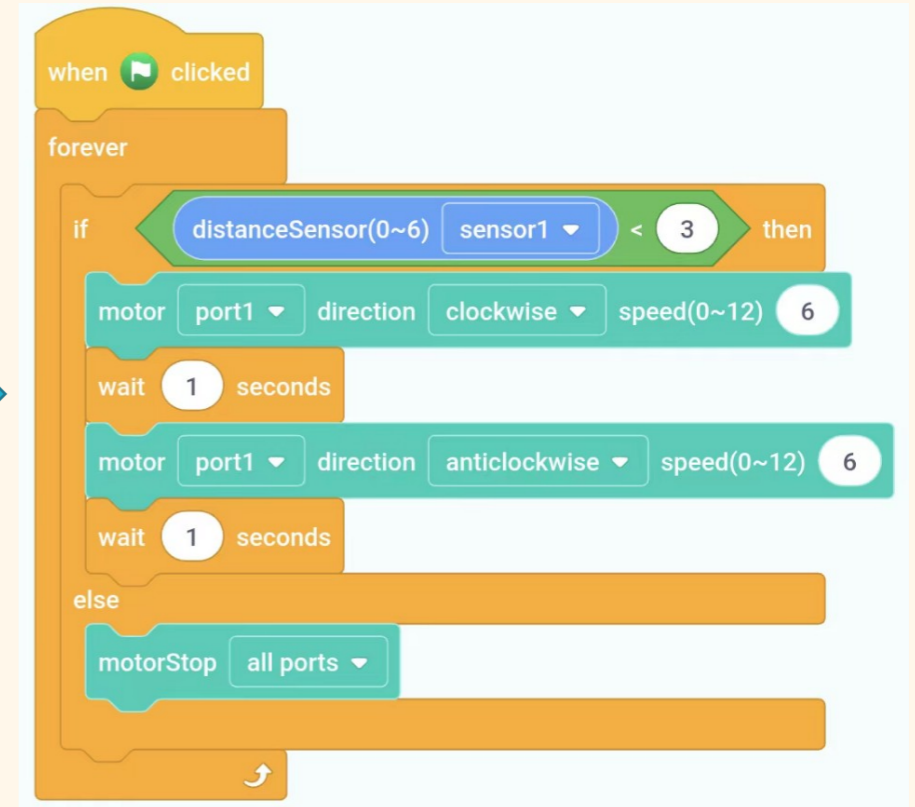 when clicked
forever
if distanceSensor(0~6) sensor1 < 3 then
motor port1 direction clockwise speed(0~12) 6
wait 1 seconds
motor port1 direction anticlockwise speed(0~12) 6
wait 1 seconds
else
motorStop all ports